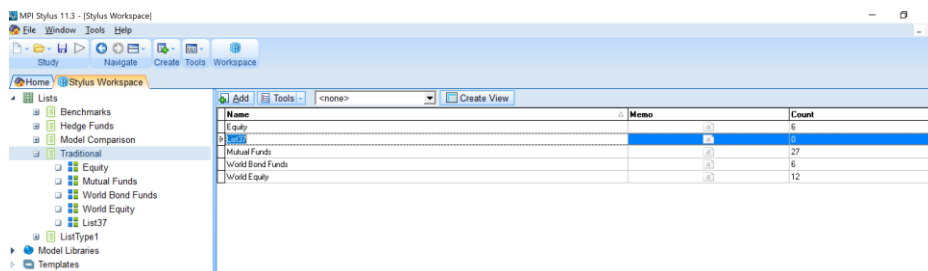 MPI Stylus 11.3 - [Stylus Workspace]
File Window Tools Help
Study Navigate Create Tools Workspace
Home Stylus Workspace
Lists
Benchmarks
Hedge Funds
Model Comparison
Traditional
Equity
Mutual Funds
World Bond Funds
World Equity
List37
ListType1
Model Libraries
Templates
Add Tools <none> Create View
Name Memo Count
Equity 6
List37 0
Mutual Funds 27
World Bond Funds 6
World Equity 12